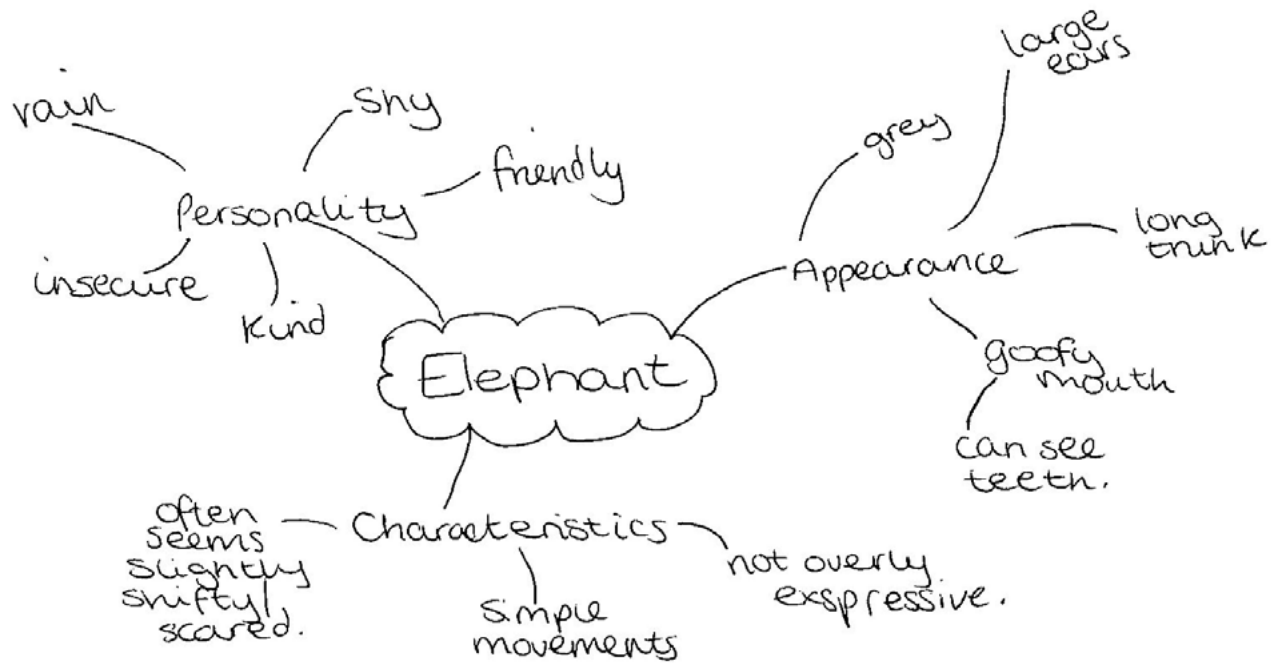 large
ears
vain
Shy
grey
friendly
Personality
long
trunk
Appearance
insecure
Kind
goofy
mouth
Elephant
can see
teeth.
often
seems
slightly
shifty/
scared.
Characteristics
not overly
exspressive.
simple
movements